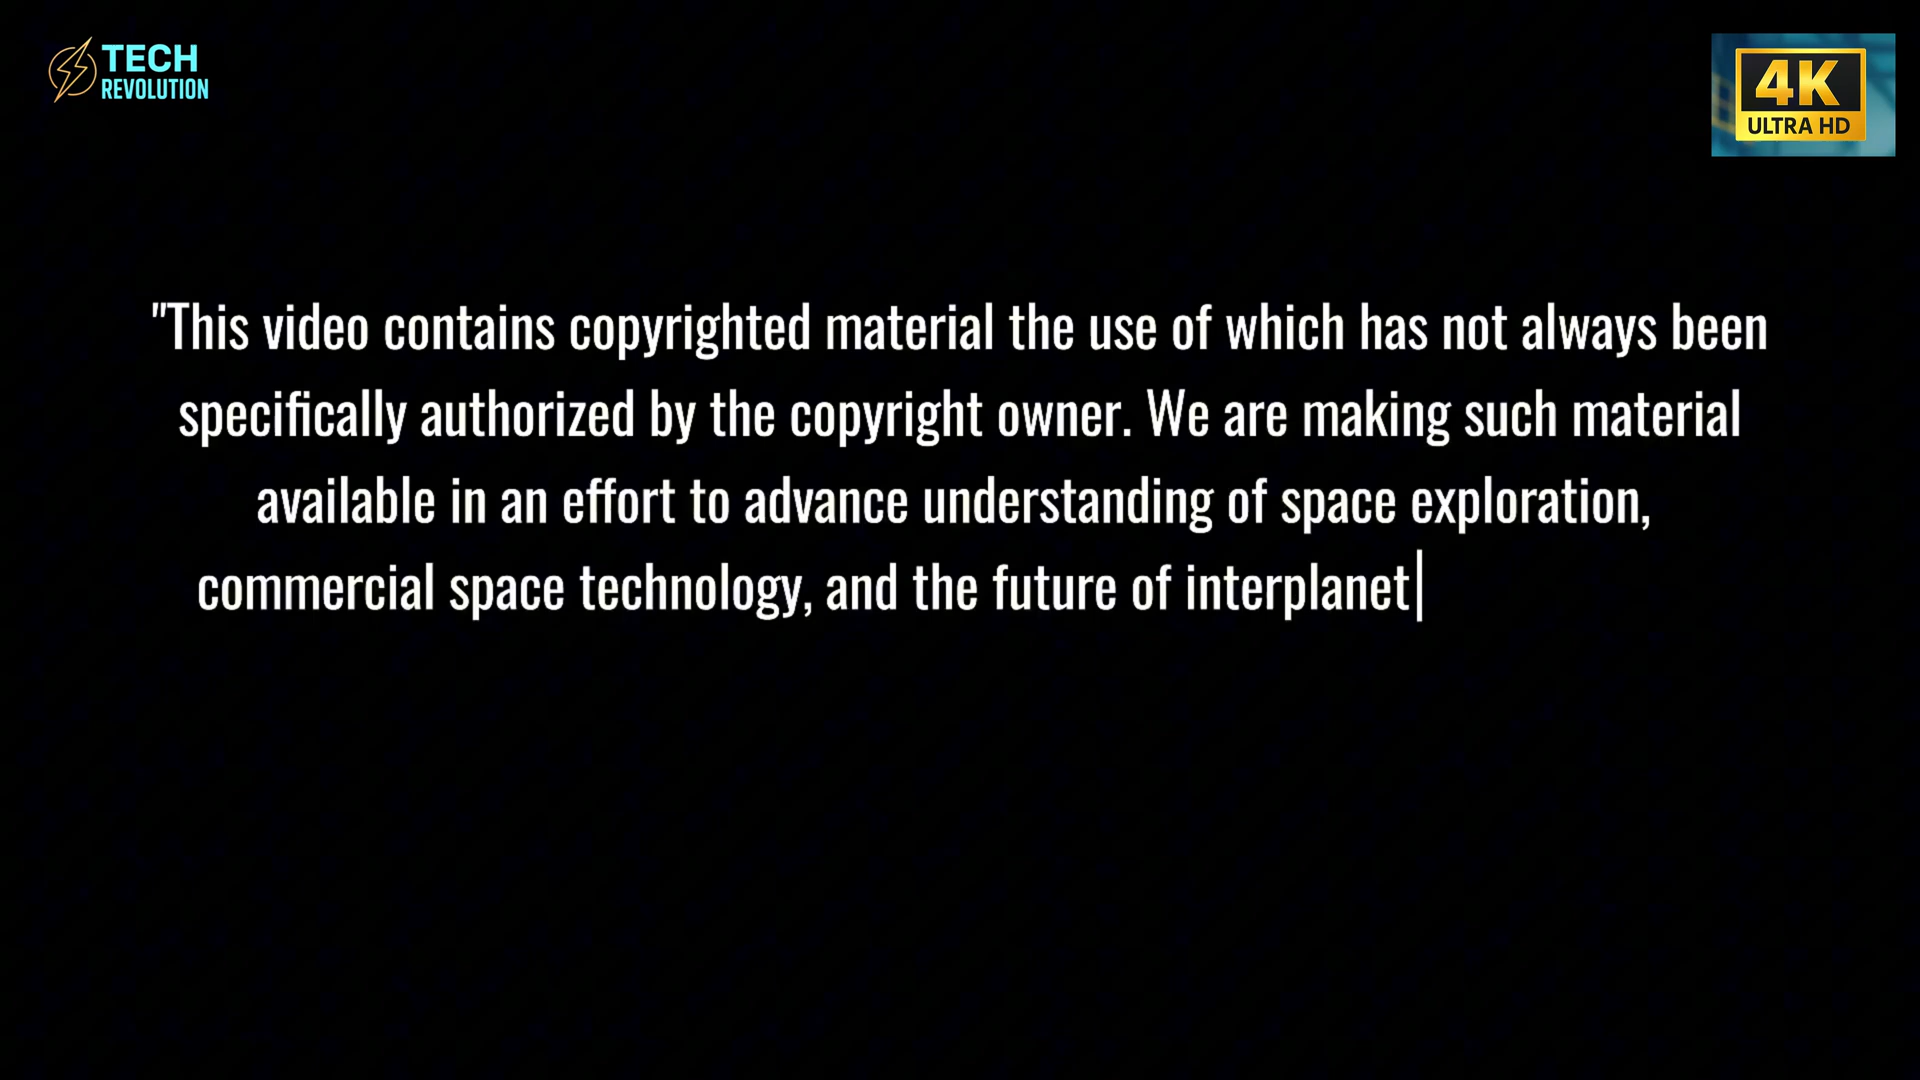 TECH
REVOLUTION
4K
ULTRA HD
"This video contains copyrighted material the use of which has not always been
specifically authorized by the copyright owner. We are making such material
available in an effort to advance understanding of space exploration,
commercial space technology, and the future of interplanet